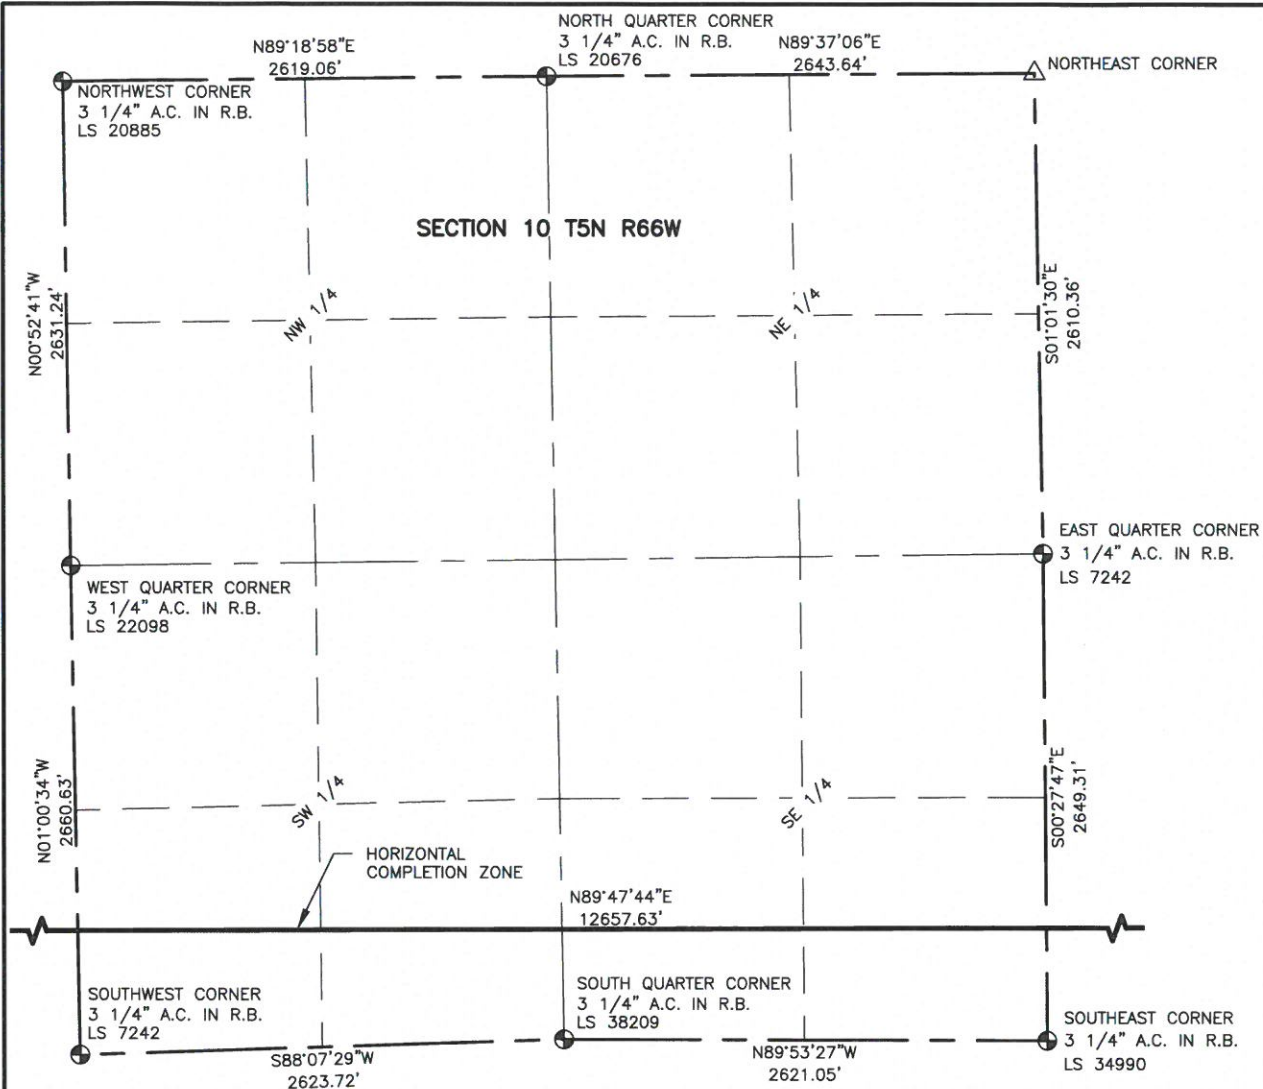 NORTH QUARTER CORNER
3 1/4" A.C. IN R.B.
LS 20676
N89°18'58"E
2619.06'
N89°37'06"E
2643.64'
NORTHEAST CORNER
NORTHWEST CORNER
3 1/4" A.C. IN R.B.
LS 20885
SECTION 10 T5N R66W
N00°52'41"W
2631.24'
NW 1/4
NE 1/4
S01°01'30"E
2610.36'
EAST QUARTER CORNER
3 1/4" A.C. IN R.B.
LS 7242
WEST QUARTER CORNER
3 1/4" A.C. IN R.B.
LS 22098
N01°00'34"W
2660.63'
SW 1/4
SE 1/4
S00°27'47"E
2649.31'
HORIZONTAL
COMPLETION ZONE
N89°47'44"E
12657.63'
SOUTHWEST CORNER
3 1/4" A.C. IN R.B.
LS 7242
SOUTH QUARTER CORNER
3 1/4" A.C. IN R.B.
LS 38209
SOUTHEAST CORNER
3 1/4" A.C. IN R.B.
LS 34990
S88°07'29"W
2623.72'
N89°53'27"W
2621.05'